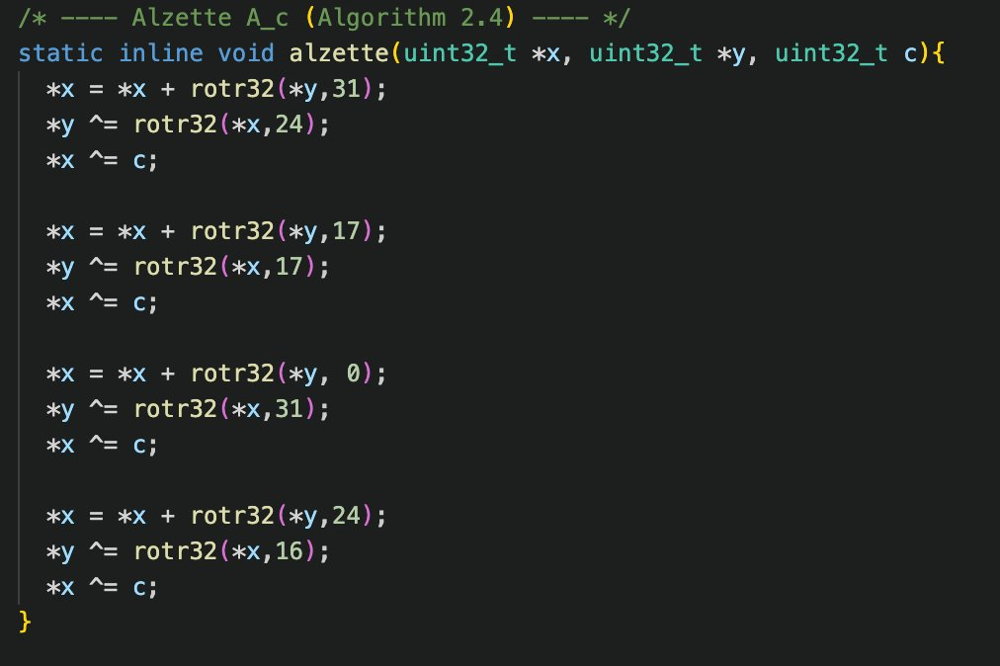 /* ---- Alzette A_c (Algorithm 2.4) ---- */
static inline void alzette(uint32_t *x, uint32_t *y, uint32_t c){
  *x = *x + rotr32(*y,31);
  *y ^= rotr32(*x,24);
  *x ^= c;

  *x = *x + rotr32(*y,17);
  *y ^= rotr32(*x,17);
  *x ^= c;

  *x = *x + rotr32(*y, 0);
  *y ^= rotr32(*x,31);
  *x ^= c;

  *x = *x + rotr32(*y,24);
  *y ^= rotr32(*x,16);
  *x ^= c;
}